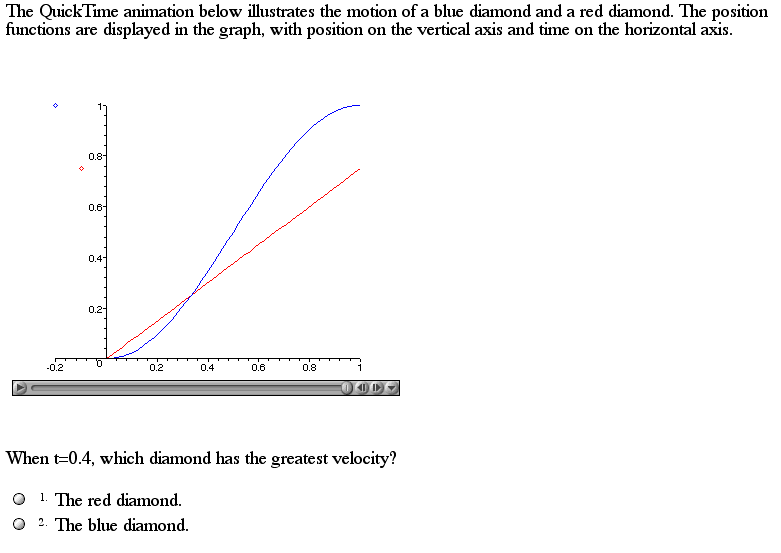 The QuickTime animation below illustrates the motion of a blue diamond and a red diamond. The position
functions are displayed in the graph, with position on the vertical axis and time on the horizontal axis.
1
0.8
0.6
0.4
0.2
-0.2 0 0.2 0.4 0.6 0.8 1
When t=0.4, which diamond has the greatest velocity?
1. The red diamond.
2. The blue diamond.